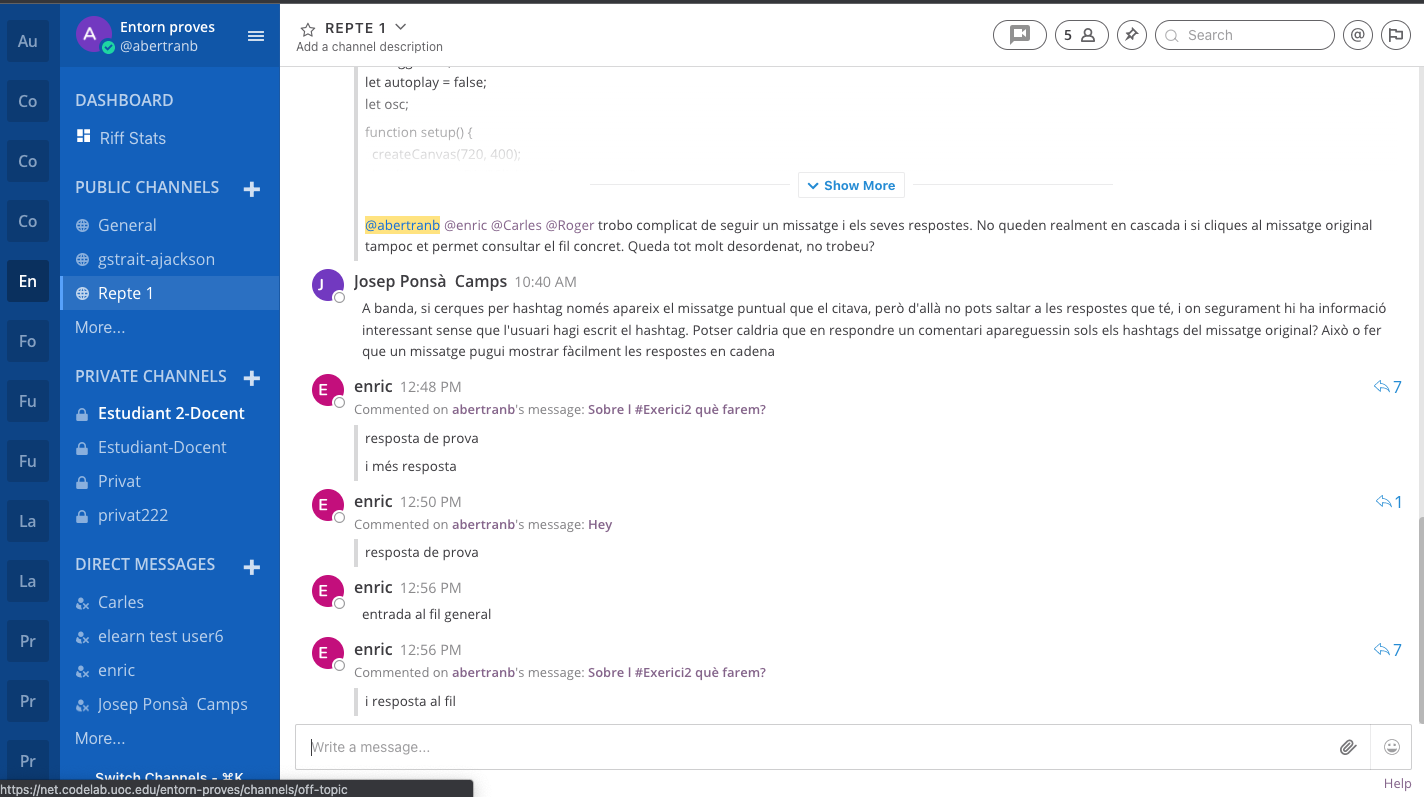 Au
Co
Co
Co
En
Fo
Fu
Fu
La
La
Pr
Pr
Pr
A
Entorn proves
@abertranb
DASHBOARD
Riff Stats
PUBLIC CHANNELS
General
gstrait-ajackson
Repte 1
More...
PRIVATE CHANNELS
Estudiant 2-Docent
Estudiant-Docent
Privat
privat222
DIRECT MESSAGES
Carles
elearn test user6
enric
Josep Ponsà Camps
More...
Switch Channels - ⌘K
https://net.codelab.uoc.edu/entorn-proves/channels/off-topic
REPTE 1
Add a channel description
5
Search
@
let autoplay = false;
let osc;
function setup() {
createCanvas(720, 400);
Show More
@abertranb @enric @Carles @Roger trobo complicat de seguir un missatge i els seves respostes. No queden realment en cascada i si cliques al missatge original
tampoc et permet consultar el fil concret. Queda tot molt desordenat, no trobeu?
J
Josep Ponsà Camps 10:40 AM
A banda, si cerques per hashtag només apareix el missatge puntual que el citava, però d'allà no pots saltar a les respostes que té, i on segurament hi ha informació
interessant sense que l'usuari hagi escrit el hashtag. Potser caldria que en respondre un comentari apareguessin sols els hashtags del missatge original? Això o fer
que un missatge pugui mostrar fàcilment les respostes en cadena
E
enric 12:48 PM
7
Commented on abertranb's message: Sobre l #Exerici2 què farem?
resposta de prova
i més resposta
E
enric 12:50 PM
1
Commented on abertranb's message: Hey
resposta de prova
E
enric 12:56 PM
entrada al fil general
E
enric 12:56 PM
7
Commented on abertranb's message: Sobre l #Exerici2 què farem?
i resposta al fil
Write a message...
Help